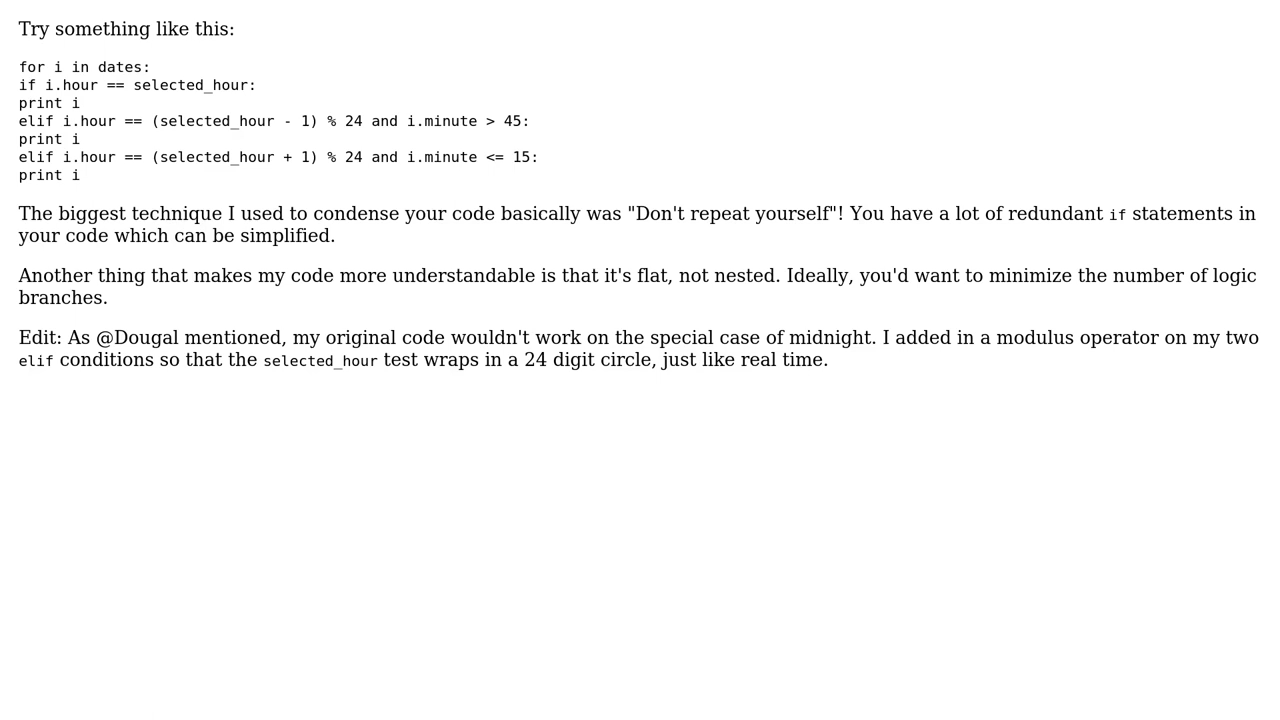 Try something like this:
for i in dates:
if i.hour == selected_hour:
print i
elif i.hour == (selected_hour - 1) % 24 and i.minute > 45:
print i
elif i.hour == (selected_hour + 1) % 24 and i.minute <= 15:
print i
The biggest technique I used to condense your code basically was "Don't repeat yourself"! You have a lot of redundant if statements in
your code which can be simplified.
Another thing that makes my code more understandable is that it's flat, not nested. Ideally, you'd want to minimize the number of logic
branches.
Edit: As @Dougal mentioned, my original code wouldn't work on the special case of midnight. I added in a modulus operator on my two
elif conditions so that the selected_hour test wraps in a 24 digit circle, just like real time.